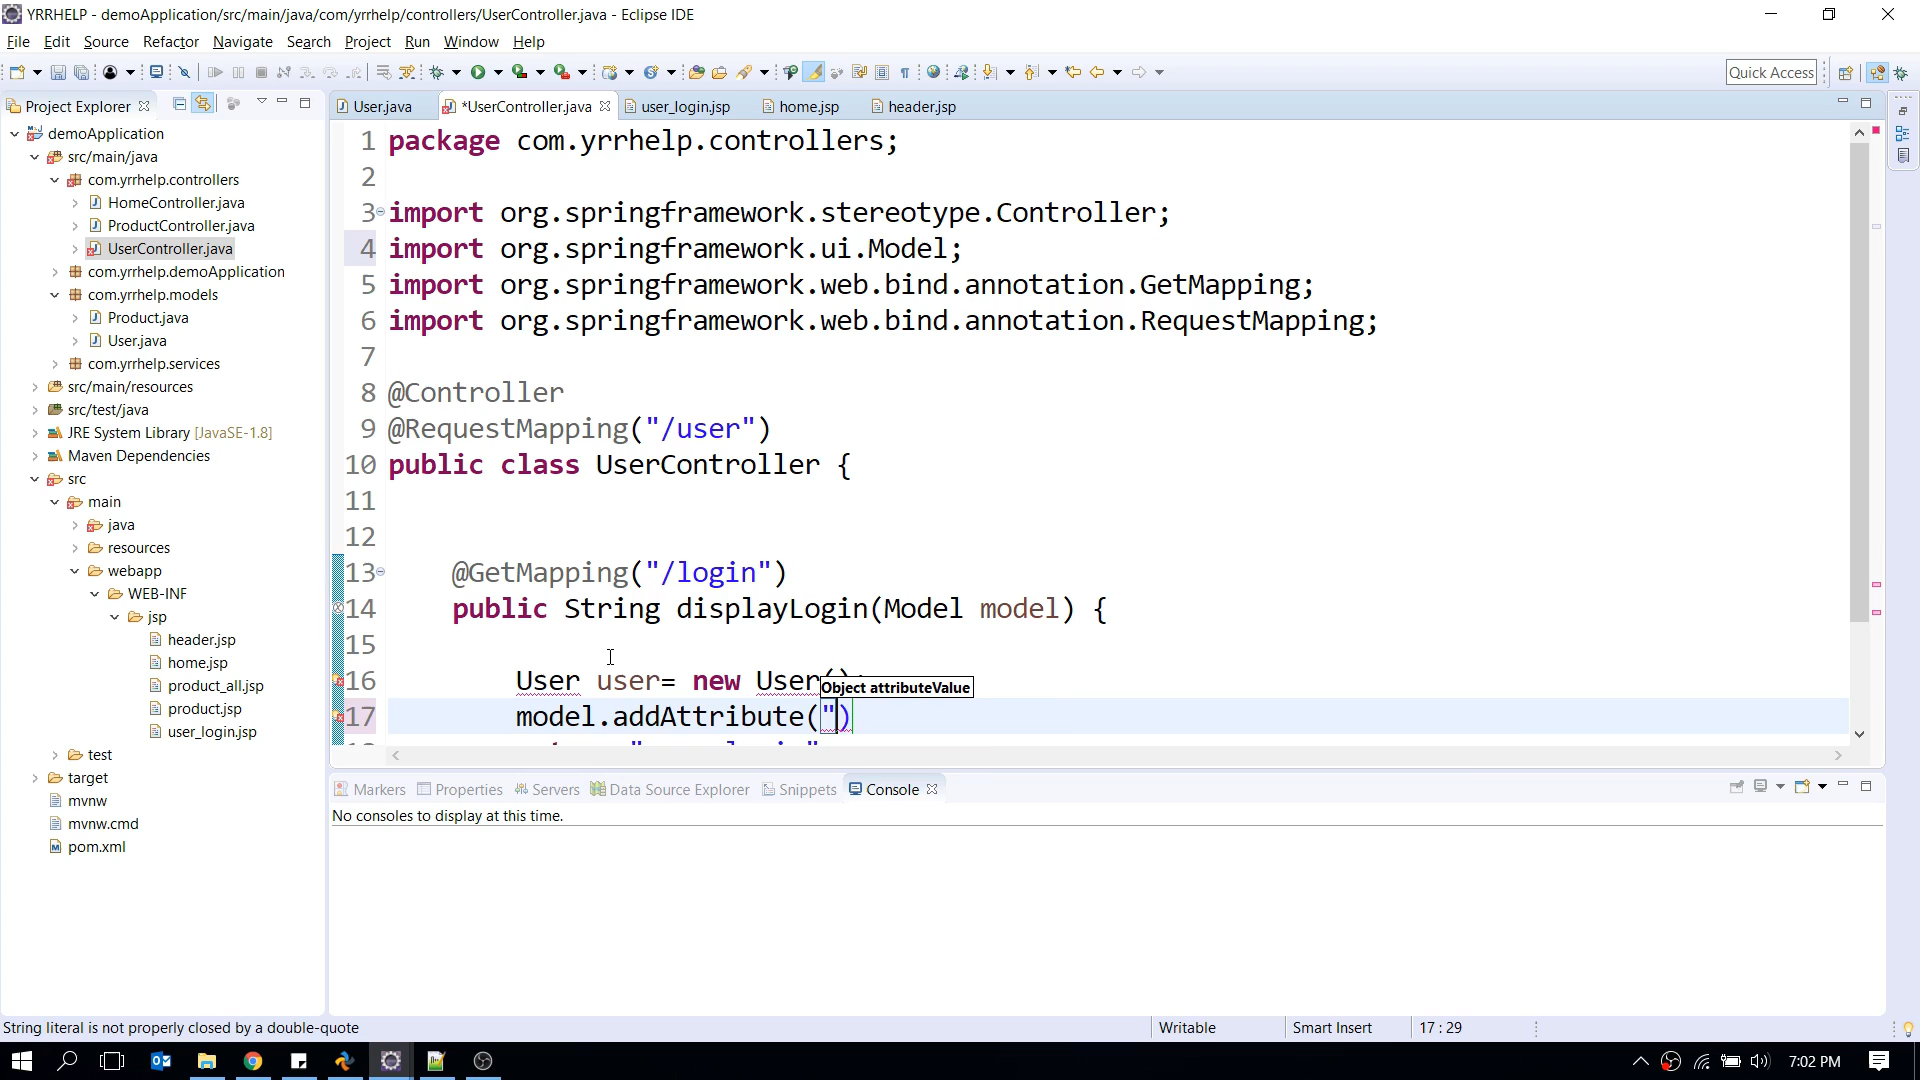 YRRHELP - demoApplication/src/main/java/com/yrrhelp/controllers/UserController.java - Eclipse IDE
File Edit Source Refactor Navigate Search Project Run Window Help
Quick Access
Project Explorer
User.java *UserController.java user_login.jsp home.jsp header.jsp
demoApplication
src/main/java
com.yrrhelp.controllers
HomeController.java
ProductController.java
UserController.java
com.yrrhelp.demoApplication
com.yrrhelp.models
Product.java
User.java
com.yrrhelp.services
src/main/resources
src/test/java
JRE System Library [JavaSE-1.8]
Maven Dependencies
src
main
java
resources
webapp
WEB-INF
jsp
header.jsp
home.jsp
product_all.jsp
product.jsp
user_login.jsp
test
target
mvnw
mvnw.cmd
pom.xml
1 package com.yrrhelp.controllers;
2
3 import org.springframework.stereotype.Controller;
4 import org.springframework.ui.Model;
5 import org.springframework.web.bind.annotation.GetMapping;
6 import org.springframework.web.bind.annotation.RequestMapping;
7
8 @Controller
9 @RequestMapping("/user")
10 public class UserController {
11
12
13 @GetMapping("/login")
14 public String displayLogin(Model model) {
15
16 User user= new User()
Object attributeValue
17 model.addAttribute(")
Markers Properties Servers Data Source Explorer Snippets Console
No consoles to display at this time.
String literal is not properly closed by a double-quote
Writable Smart Insert 17 : 29
7:02 PM